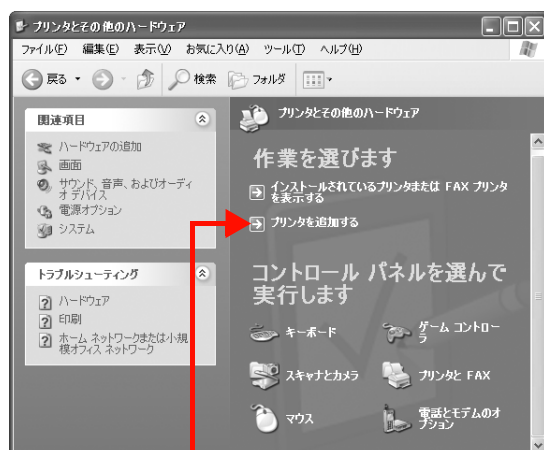 プリンタとその他のハードウェア
ファイル(F) 編集(E) 表示(V) お気に入り(A) ツール(T) ヘルプ(H)
戻る 検索 フォルダ
関連項目
ハードウェアの追加
画面
サウンド、音声、およびオーディ
オ デバイス
電源オプション
システム
トラブルシューティング
ハードウェア
印刷
ホーム ネットワークまたは小規
模オフィス ネットワーク
プリンタとその他のハードウェア
作業を選びます
インストールされているプリンタまたは FAX プリンタ
を表示する
プリンタを追加する
コントロール パネルを選んで
実行します
キーボード
ゲーム コントロー
ラ
スキャナとカメラ
プリンタと FAX
マウス
電話とモデムのオ
プション